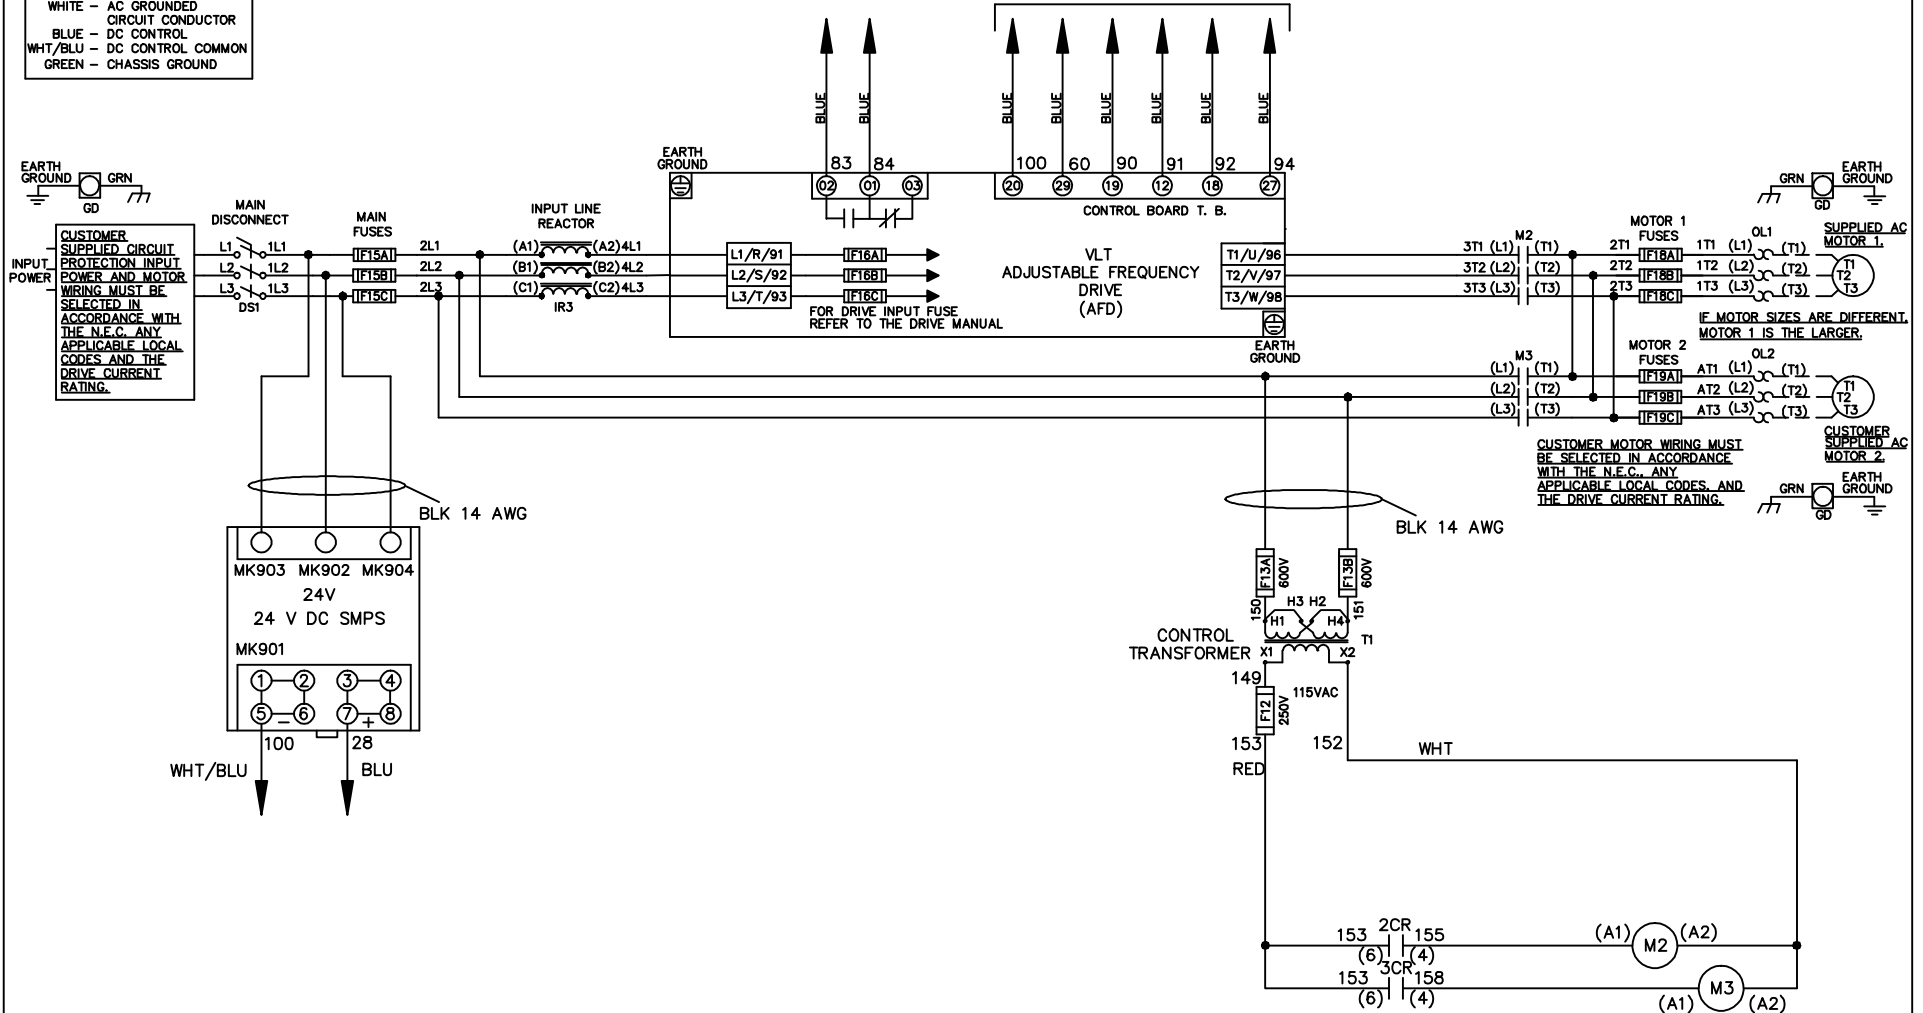 WHITE – AC GROUNDED
CIRCUIT CONDUCTOR
BLUE – DC CONTROL
WHT/BLU – DC CONTROL COMMON
GREEN – CHASSIS GROUND
BLUE
BLUE
BLUE
BLUE
BLUE
BLUE
BLUE
BLUE
EARTH
GROUND
GRN
GD
EARTH
GROUND
83
84
100
60
90
91
92
94
02
01
03
20
29
19
12
18
27
CONTROL BOARD T. B.
GRN
EARTH
GROUND
GD
INPUT
POWER
CUSTOMER
SUPPLIED CIRCUIT
PROTECTION INPUT
POWER AND MOTOR
WIRING MUST BE
SELECTED IN
ACCORDANCE WITH
THE N.E.C. ANY
APPLICABLE LOCAL
CODES AND THE
DRIVE CURRENT
RATING.
MAIN
DISCONNECT
L1 1L1
L2 1L2
L3 1L3
DS1
MAIN
FUSES
F15A
F15B
F15C
2L1
2L2
2L3
INPUT LINE
REACTOR
(A1) (A2)4L1
(B1) (B2)4L2
(C1) (C2)4L3
IR3
L1/R/91
L2/S/92
L3/T/93
F16A
F16B
F16C
FOR DRIVE INPUT FUSE
REFER TO THE DRIVE MANUAL
VLT
ADJUSTABLE FREQUENCY
DRIVE
(AFD)
T1/U/96
T2/V/97
T3/W/98
EARTH
GROUND
M2
3T1 (L1) (T1)
3T2 (L2) (T2)
3T3 (L3) (T3)
MOTOR 1
FUSES
2T1 F18A 1T1 (L1)
2T2 F18B 1T2 (L2)
2T3 F18C 1T3 (L3)
OL1
(T1)
(T2)
(T3)
SUPPLIED AC
MOTOR 1.
T1
T2
T3
IF MOTOR SIZES ARE DIFFERENT,
MOTOR 1 IS THE LARGER.
M3
(L1) (T1)
(L2) (T2)
(L3) (T3)
MOTOR 2
FUSES
F19A AT1 (L1)
F19B AT2 (L2)
F19C AT3 (L3)
OL2
(T1)
(T2)
(T3)
T1
T2
T3
CUSTOMER
SUPPLIED AC
MOTOR 2.
CUSTOMER MOTOR WIRING MUST
BE SELECTED IN ACCORDANCE
WITH THE N.E.C., ANY
APPLICABLE LOCAL CODES, AND
THE DRIVE CURRENT RATING.
GRN
EARTH
GROUND
GD
BLK 14 AWG
MK903 MK902 MK904
24V
24 V DC SMPS
MK901
1 2 3 4
5 – 6 7 + 8
100
28
WHT/BLU
BLU
BLK 14 AWG
F13A
600V
F13B
600V
150
151
H3 H2
H1
H4
T1
CONTROL
TRANSFORMER
X1
X2
149
115VAC
F12
250V
153
152
RED
WHT
2CR
153 155
(6) (4)
(A1) M2 (A2)
3CR
153 158
(6) (4)
M3
(A1) (A2)